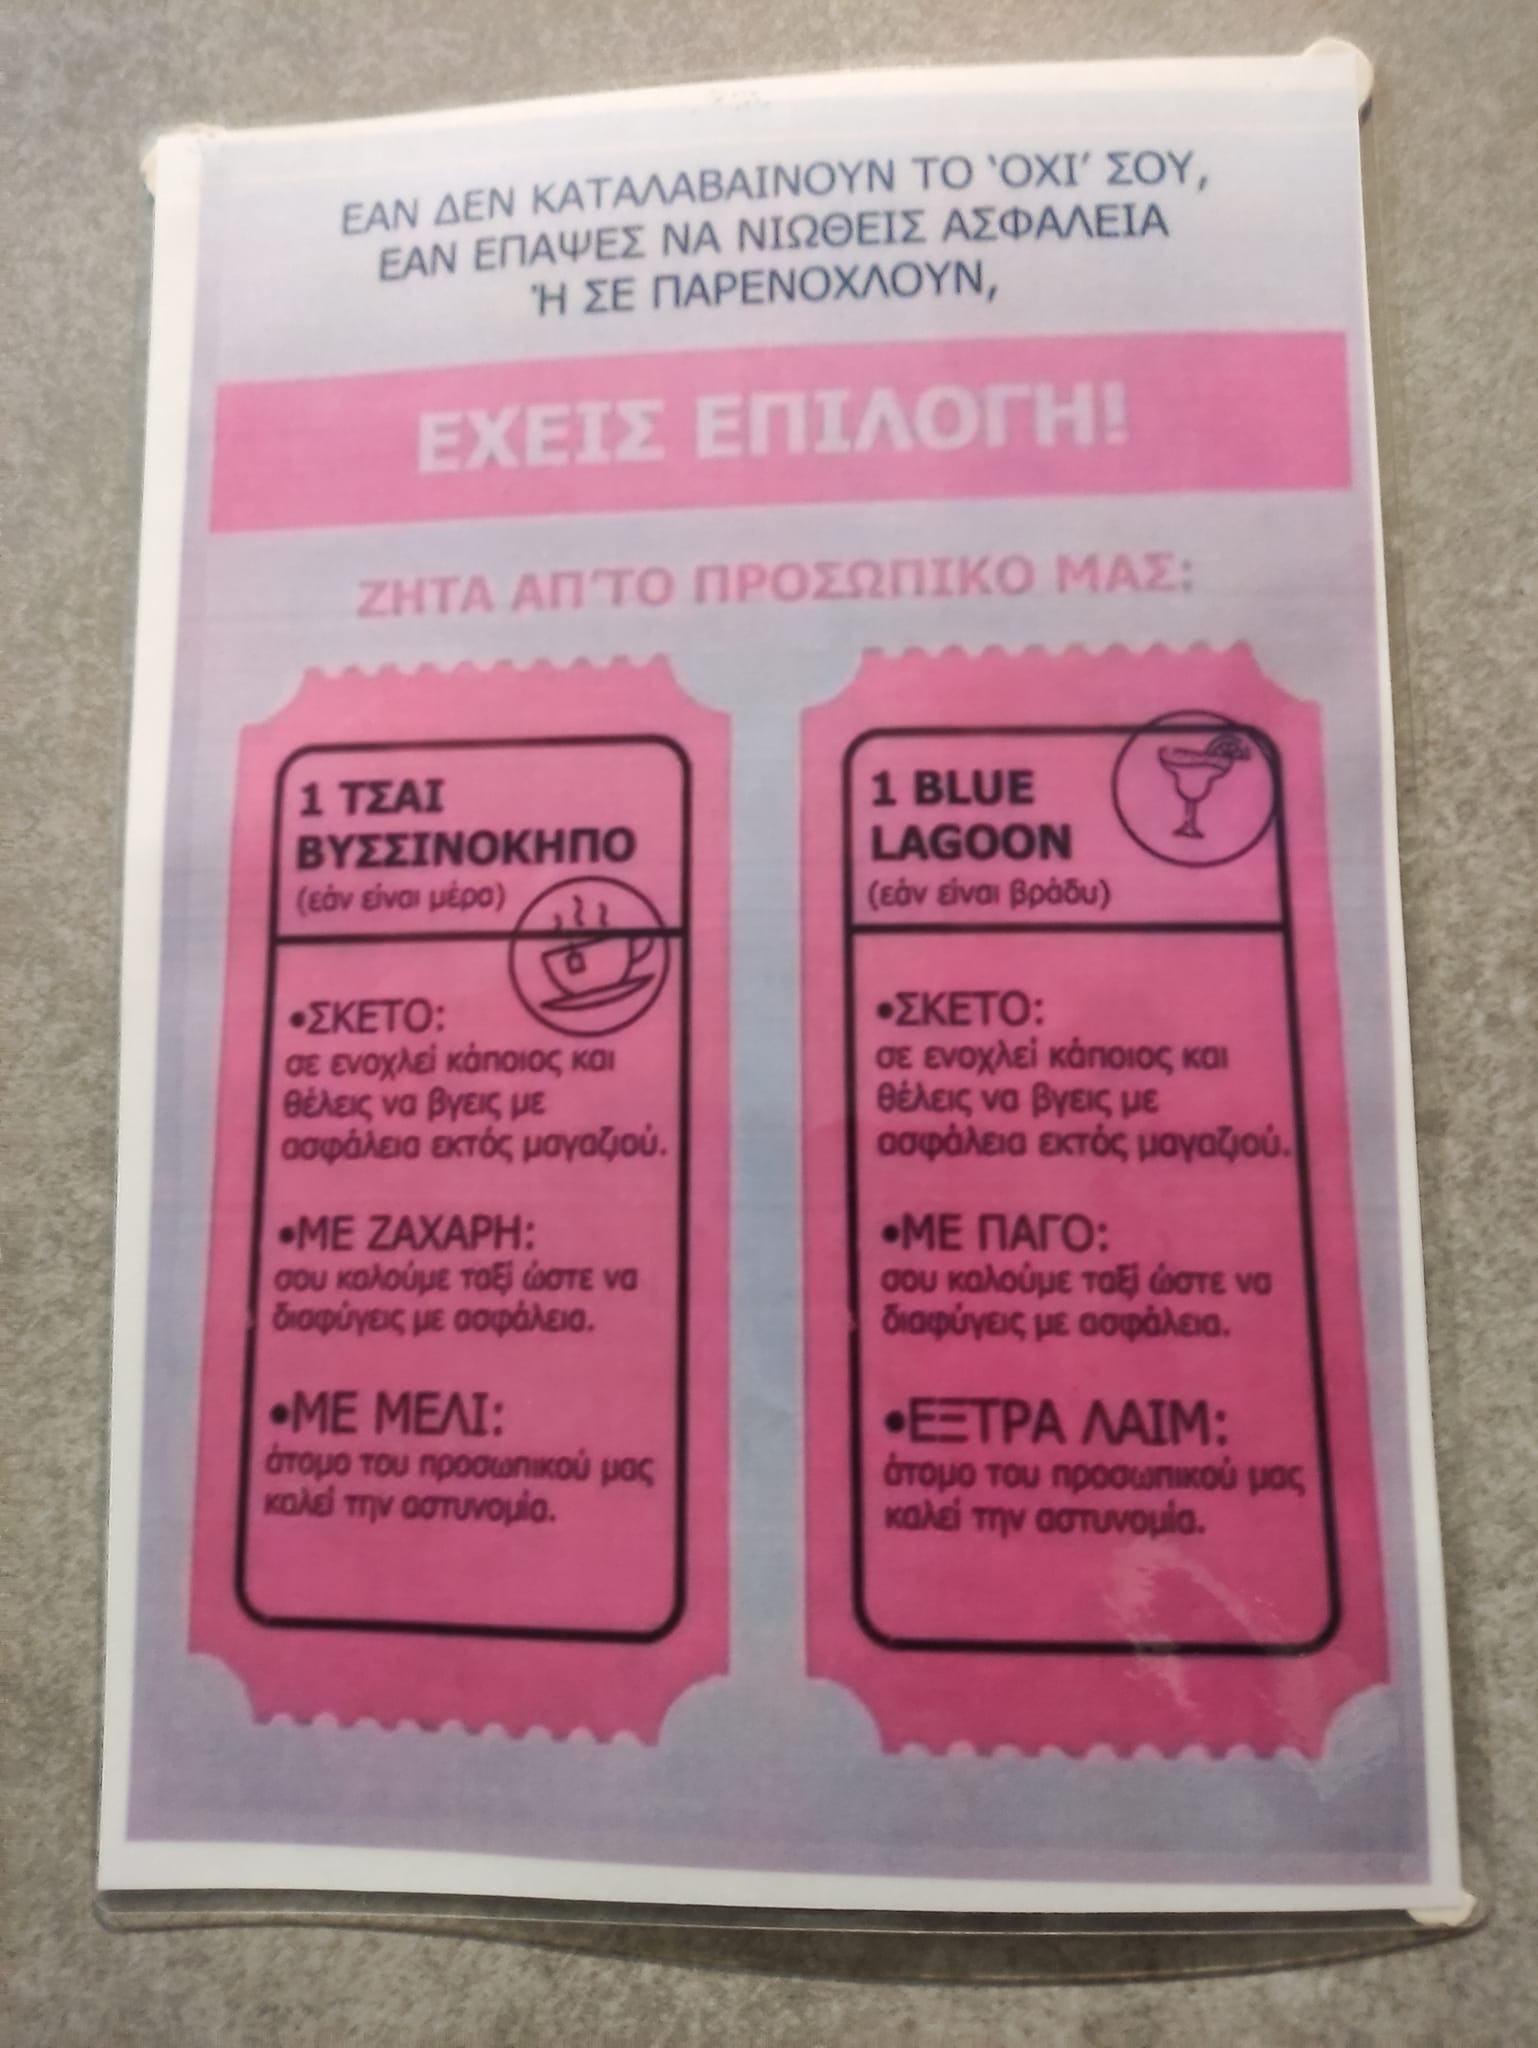 ΕΑΝ ΔΕΝ ΚΑΤΑΛΑΒΑΙΝΟΥΝ ΤΟ ‘ΟΧΙ’ ΣΟΥ,
ΕΑΝ ΕΠΑΨΕΣ ΝΑ ΝΙΩΘΕΙΣ ΑΣΦΑΛΕΙΑ
Ή ΣΕ ΠΑΡΕΝΟΧΛΟΥΝ,
ΕΧΕΙΣ ΕΠΙΛΟΓΗ!
ΖΗΤΑ ΑΠ'ΤΟ ΠΡΟΣΩΠΙΚΟ ΜΑΣ:
1 ΤΣΑΙ
ΒΥΣΣΙΝΟΚΗΠΟ
(εάν είναι μέρα)
•ΣΚΕΤΟ:
σε ενοχλεί κάποιος και
θέλεις να βγεις με
ασφάλεια εκτός μαγαζιού.
•ΜΕ ΖΑΧΑΡΗ:
σου καλούμε ταξί ώστε να
διαφύγεις με ασφάλεια.
•ΜΕ ΜΕΛΙ:
άτομο του προσωπικού μας
καλεί την αστυνομία.
1 BLUE
LAGOON
(εάν είναι βράδυ)
•ΣΚΕΤΟ:
σε ενοχλεί κάποιος και
θέλεις να βγεις με
ασφάλεια εκτός μαγαζιού.
•ΜΕ ΠΑΓΟ:
σου καλούμε ταξί ώστε να
διαφύγεις με ασφάλεια.
•ΕΞΤΡΑ ΛΑΙΜ:
άτομο του προσωπικού μας
καλεί την αστυνομία.